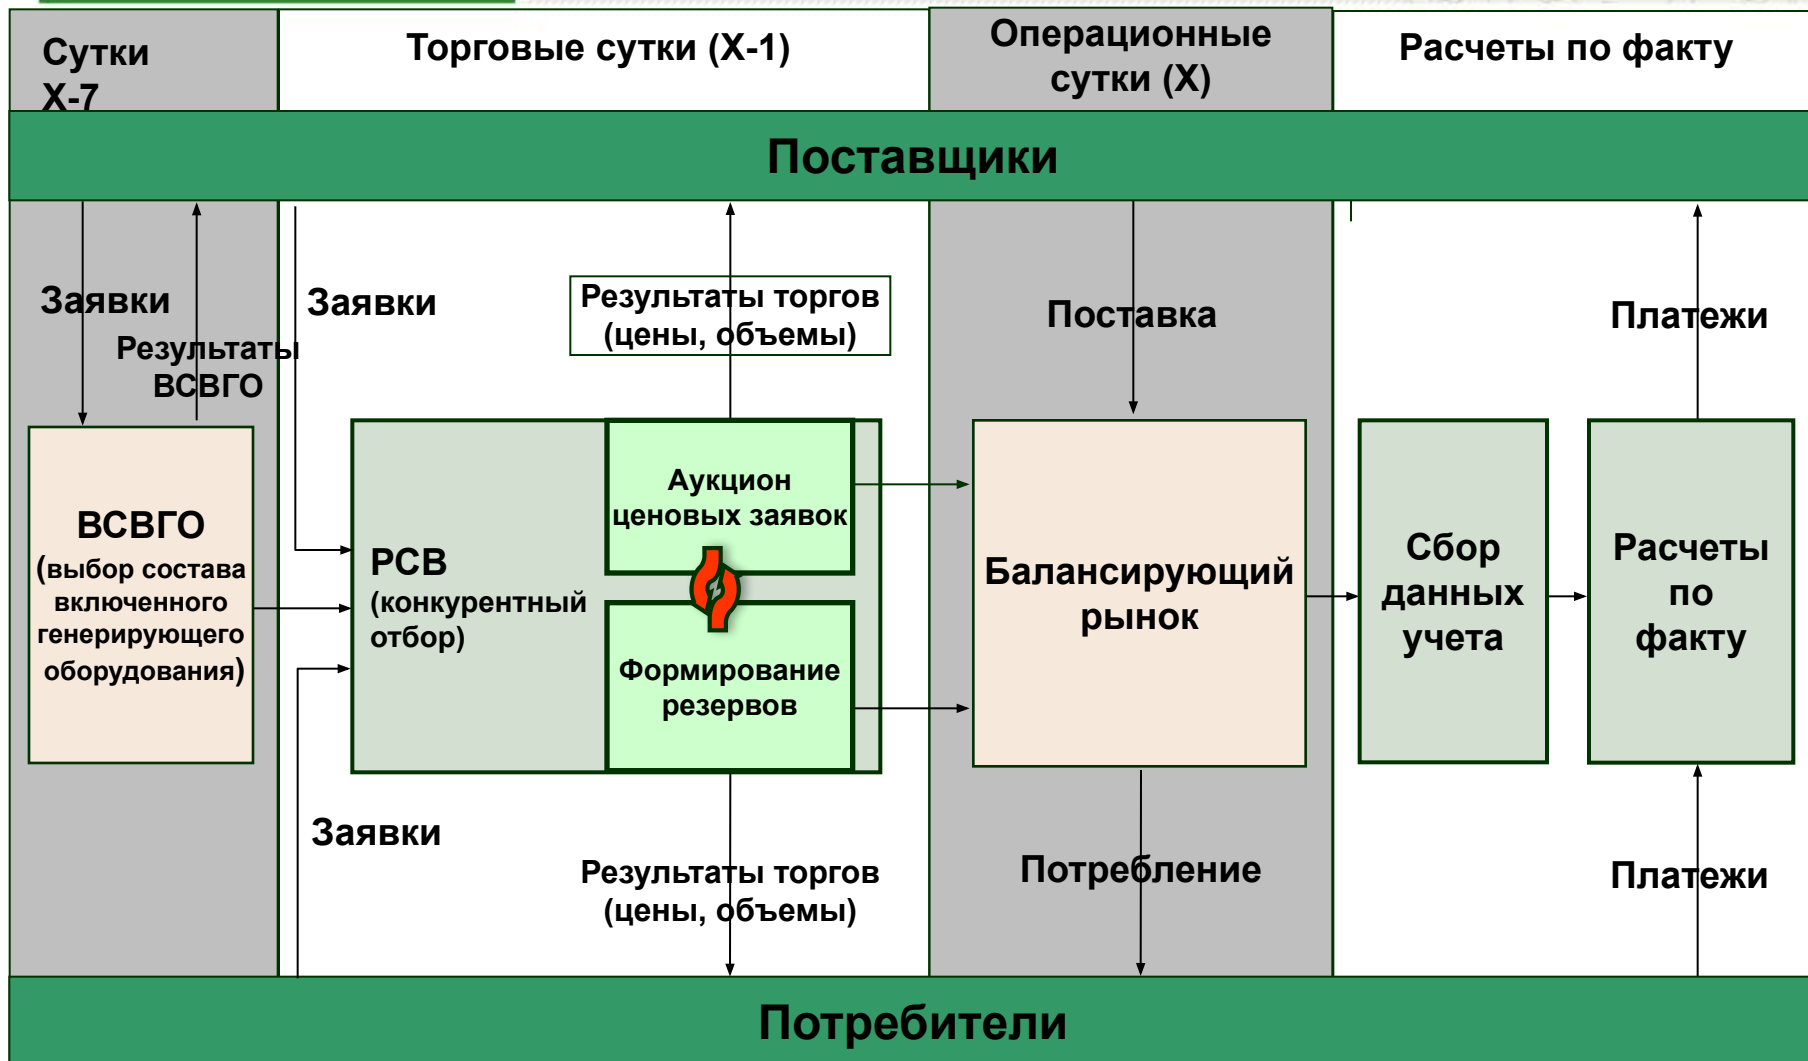 Сутки
Х-7
Торговые сутки (Х-1)
Операционные
сутки (Х)
Расчеты по факту
Поставщики
Заявки
Результаты
ВСВГО
Заявки
Результаты торгов
(цены, объемы)
Поставка
Платежи
ВСВГО
(выбор состава
включенного
генерирующего
оборудования)
РСВ
(конкурентный
отбор)
Аукцион
ценовых заявок
Формирование
резервов
Балансирующий
рынок
Сбор
данных
учета
Расчеты
по
факту
Заявки
Результаты торгов
(цены, объемы)
Потребление
Платежи
Потребители